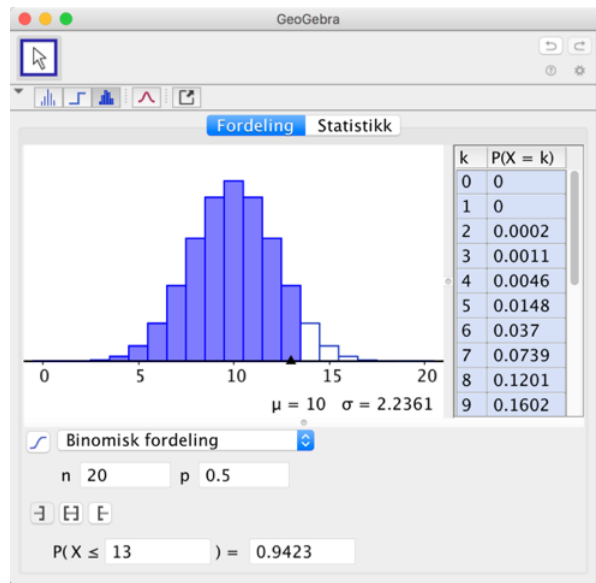 GeoGebra
Fordeling Statistikk
k P(X = k)
0 0
1 0
2 0.0002
3 0.0011
4 0.0046
5 0.0148
6 0.037
7 0.0739
8 0.1201
9 0.1602
0 5 10 15 20
μ = 10 σ = 2.2361
Binomisk fordeling
n 20 p 0.5
P( X ≤ 13 ) = 0.9423